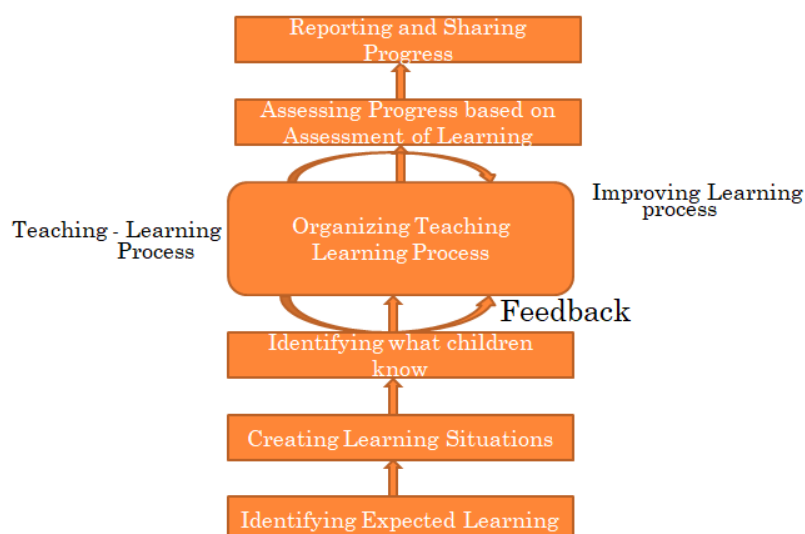 Reporting and Sharing
Progress
Assessing Progress based on
Assessment of Learning
Improving Learning
process
Teaching - Learning
Process
Organizing Teaching
Learning Process
Feedback
Identifying what children
know
Creating Learning Situations
Identifying Expected Learning